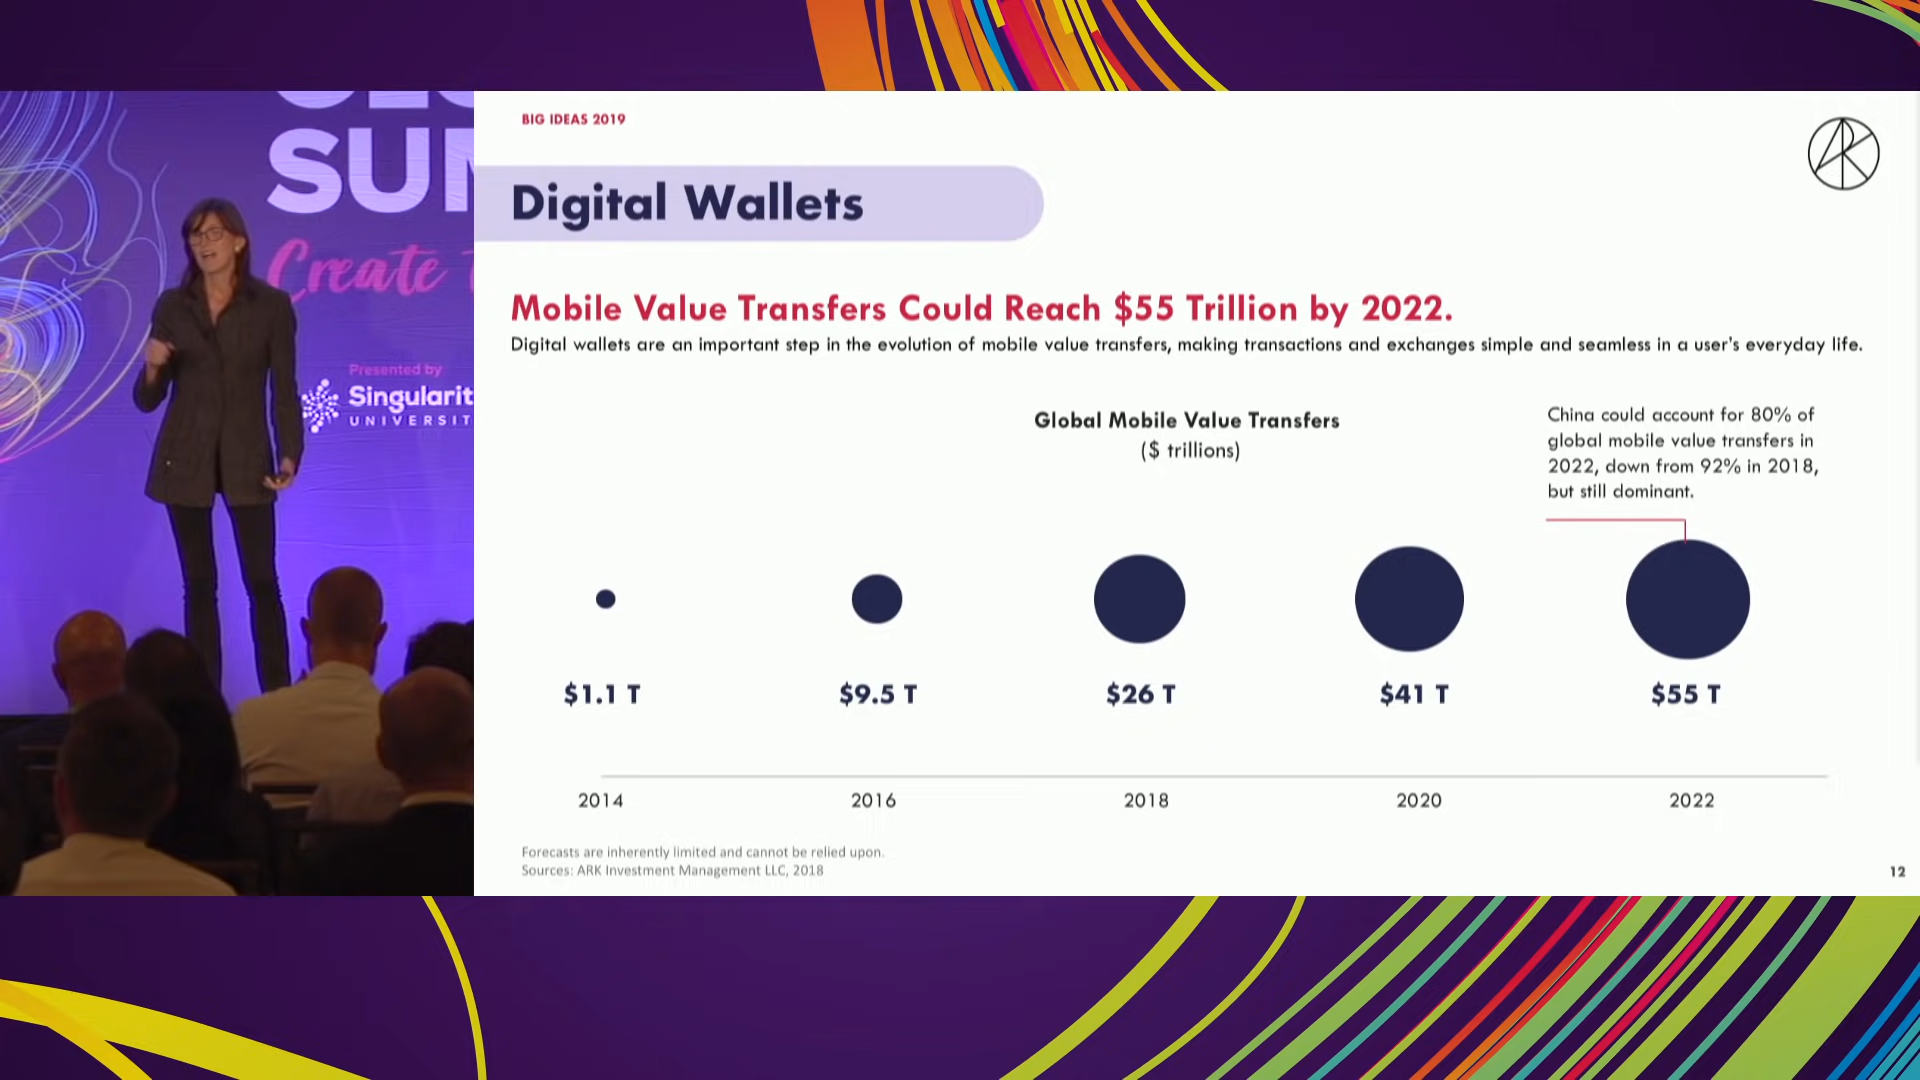 SUM
Create
Presented by
Singularit
UNIVERSIT
BIG IDEAS 2019
ARK
Digital Wallets
Mobile Value Transfers Could Reach $55 Trillion by 2022.
Digital wallets are an important step in the evolution of mobile value transfers, making transactions and exchanges simple and seamless in a user's everyday life.
Global Mobile Value Transfers
($ trillions)
China could account for 80% of
global mobile value transfers in
2022, down from 92% in 2018,
but still dominant.
$1.1 T $9.5 T $26 T $41 T $55 T
2014 2016 2018 2020 2022
Forecasts are inherently limited and cannot be relied upon.
Sources: ARK Investment Management LLC, 2018
12